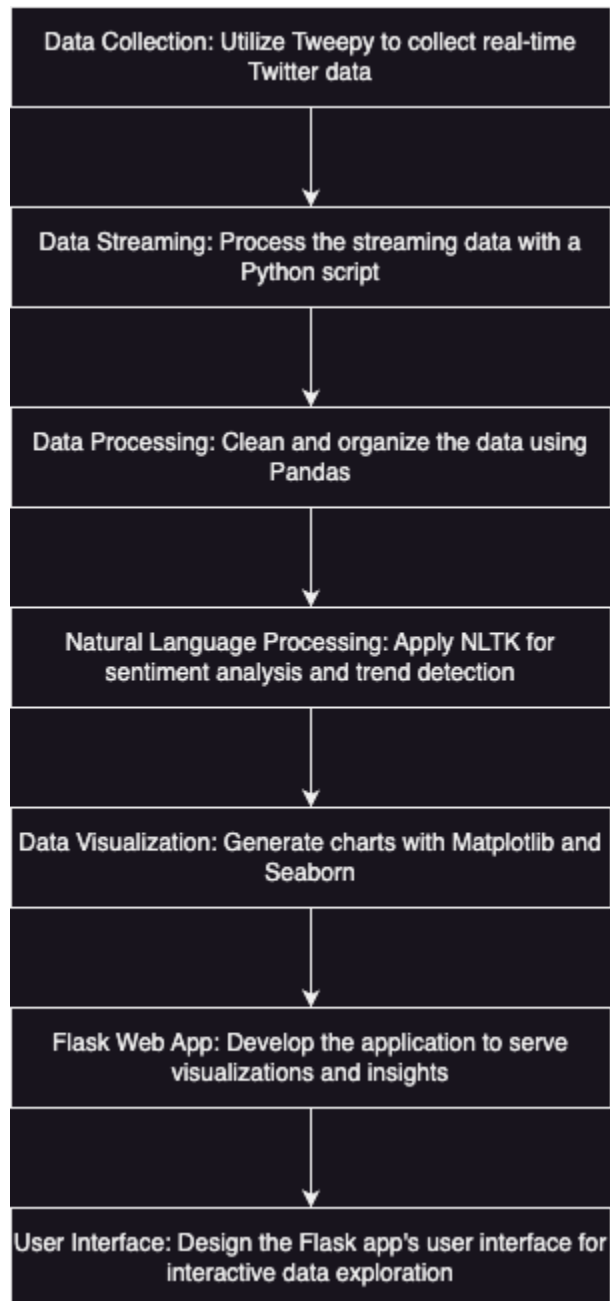 Data Collection: Utilize Tweepy to collect real-time
Twitter data
Data Streaming: Process the streaming data with a
Python script
Data Processing: Clean and organize the data using
Pandas
Natural Language Processing: Apply NLTK for
sentiment analysis and trend detection
Data Visualization: Generate charts with Matplotlib and
Seaborn
Flask Web App: Develop the application to serve
visualizations and insights
User Interface: Design the Flask app's user interface for
interactive data exploration